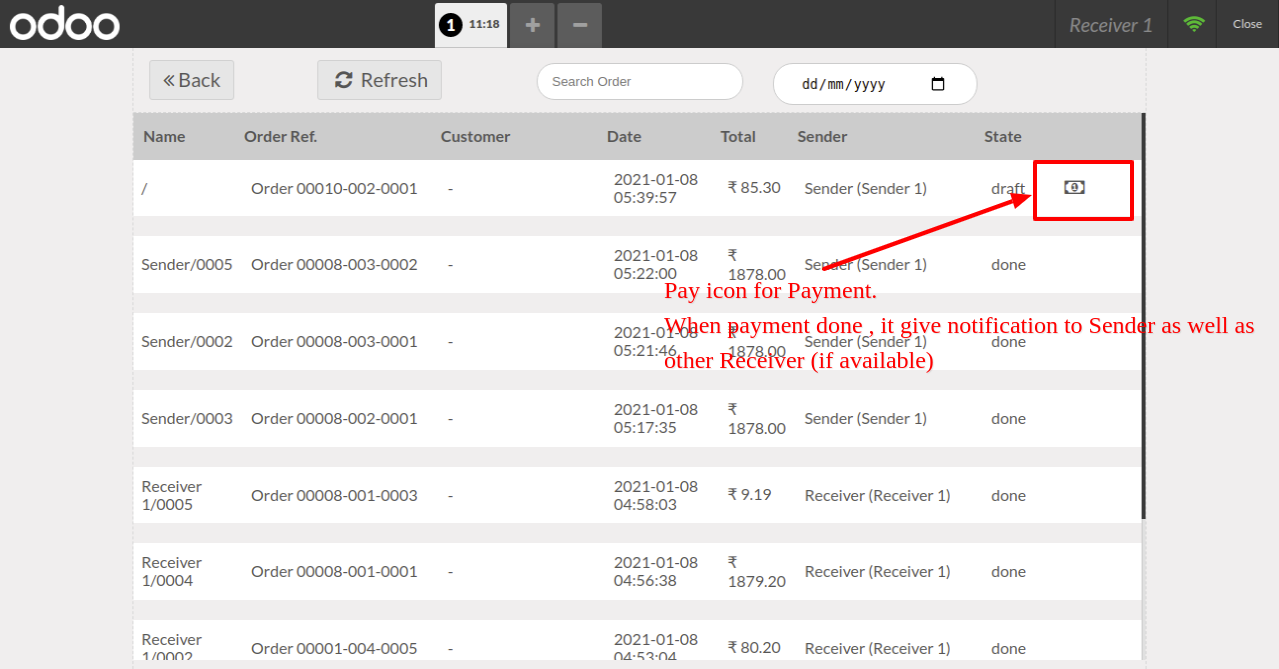 odoo
1 11:18 + −
Receiver 1
Close
« Back
Refresh
Search Order
dd/mm/yyyy
Name Order Ref. Customer Date Total Sender State
/ Order 00010-002-0001 - 2021-01-08 05:39:57 ₹ 85.30 Sender (Sender 1) draft
Sender/0005 Order 00008-003-0002 - 2021-01-08 05:22:00 ₹ 1878.00 Sender (Sender 1) done
Pay icon for Payment.
When payment done , it give notification to Sender as well as
other Receiver (if available)
Sender/0002 Order 00008-003-0001 - 2021-01-08 05:21:46 ₹ 1878.00 Sender (Sender 1) done
Sender/0003 Order 00008-002-0001 - 2021-01-08 05:17:35 ₹ 1878.00 Sender (Sender 1) done
Receiver 1/0005 Order 00008-001-0003 - 2021-01-08 04:58:03 ₹ 9.19 Receiver (Receiver 1) done
Receiver 1/0004 Order 00008-001-0001 - 2021-01-08 04:56:38 ₹ 1879.20 Receiver (Receiver 1) done
Receiver 1/0002 Order 00001-004-0005 - 2021-01-08 04:53:04 ₹ 80.20 Receiver (Receiver 1) done